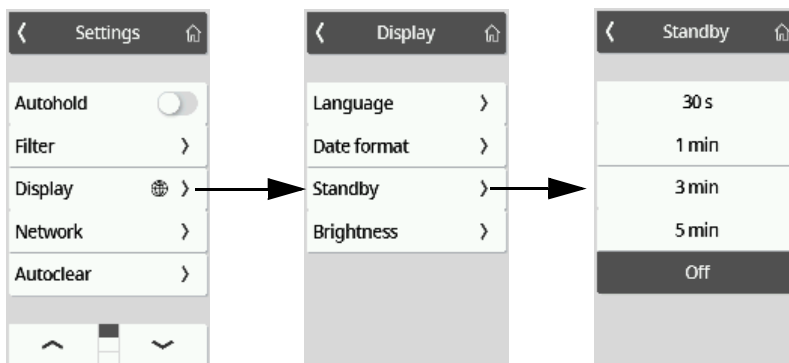 Settings
Autohold
Filter
Display
Network
Autoclear
Display
Language
Date format
Standby
Brightness
Standby
30 s
1 min
3 min
5 min
Off